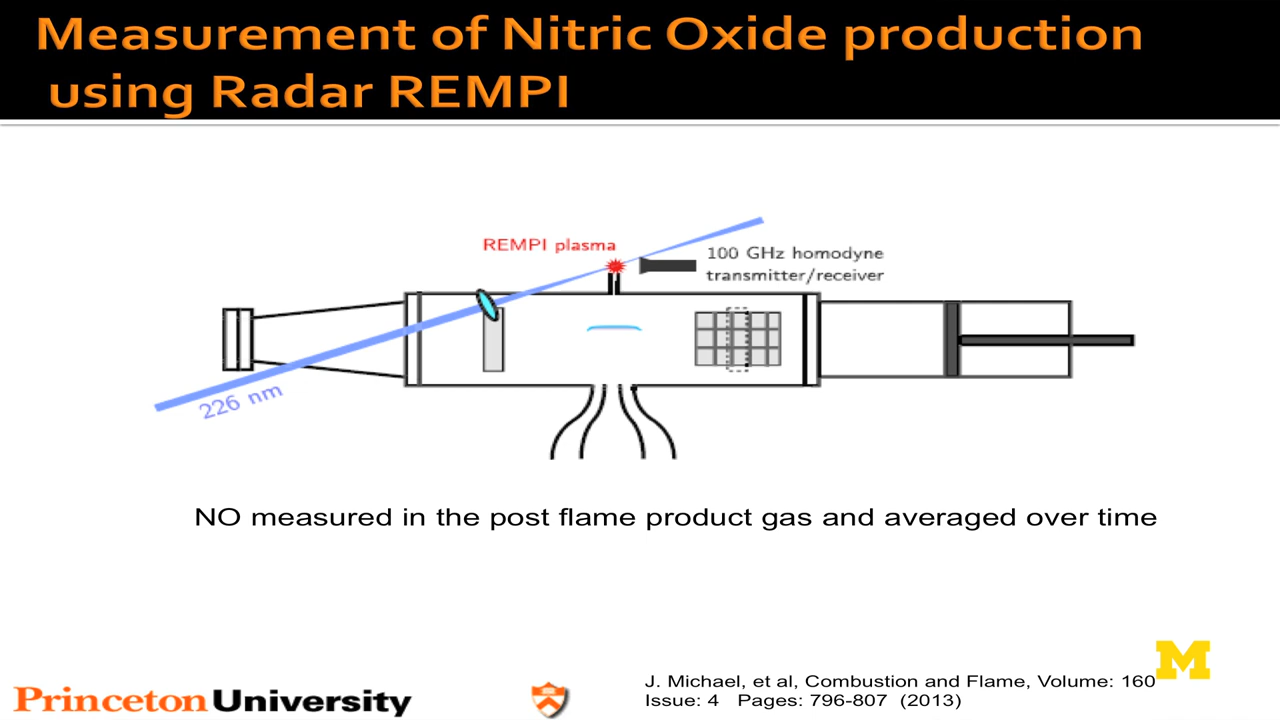 Measurement of Nitric Oxide production
using Radar REMPI
REMPI plasma
100 GHz homodyne
transmitter/receiver
226 nm
NO measured in the post flame product gas and averaged over time
M
Princeton University
J. Michael, et al, Combustion and Flame, Volume: 160
Issue: 4 Pages: 796-807 (2013)